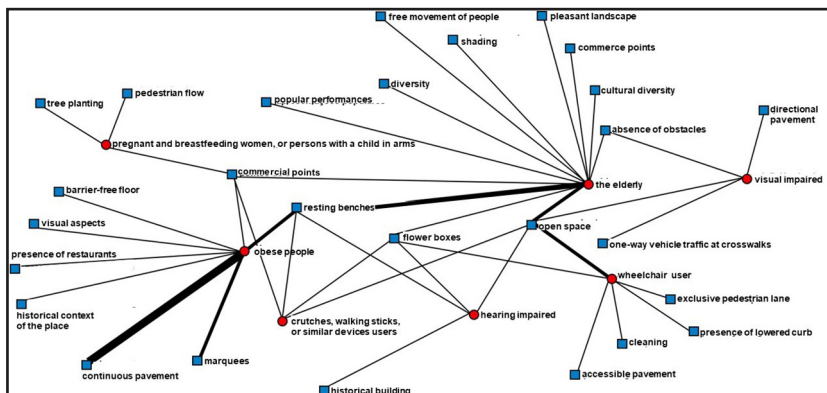 free movement of people
pleasant landscape
shading
commerce points
diversity
cultural diversity
pedestrian flow
tree planting
popular performances
directional
pavement
absence of obstacles
pregnant and breastfeeding women, or persons with a child in arms
commercial points
the elderly
visual impaired
barrier-free floor
resting benches
visual aspects
open space
flower boxes
one-way vehicle traffic at crosswalks
presence of restaurants
obese people
wheelchair user
exclusive pedestrian lane
historical context
of the place
hearing impaired
crutches, walking sticks,
or similar devices users
presence of lowered curb
cleaning
marquees
continuous pavement
accessible pavement
historical building